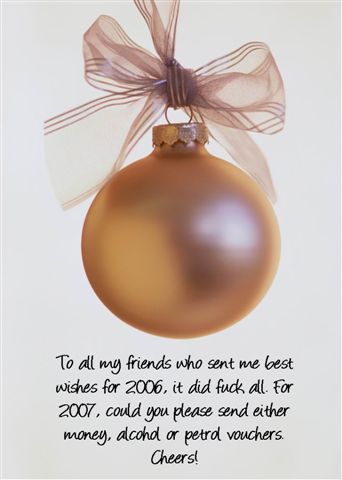 To all my friends who sent me best
wishes for 2006, it did fuck all. For
2007, could you please send either
money, alcohol or petrol vouchers.
Cheers!